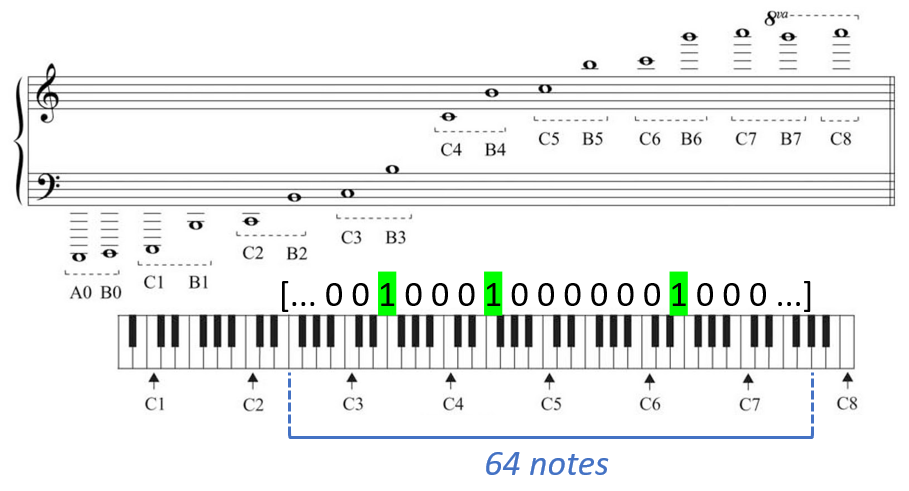 8va
C4 B4 C5 B5 C6 B6 C7 B7 C8
A0 B0 C1 B1 C2 B2 C3 B3
[... 0 0 1 0 0 0 1 0 0 0 0 0 0 1 0 0 0 ...]
C1 C2 C3 C4 C5 C6 C7 C8
64 notes